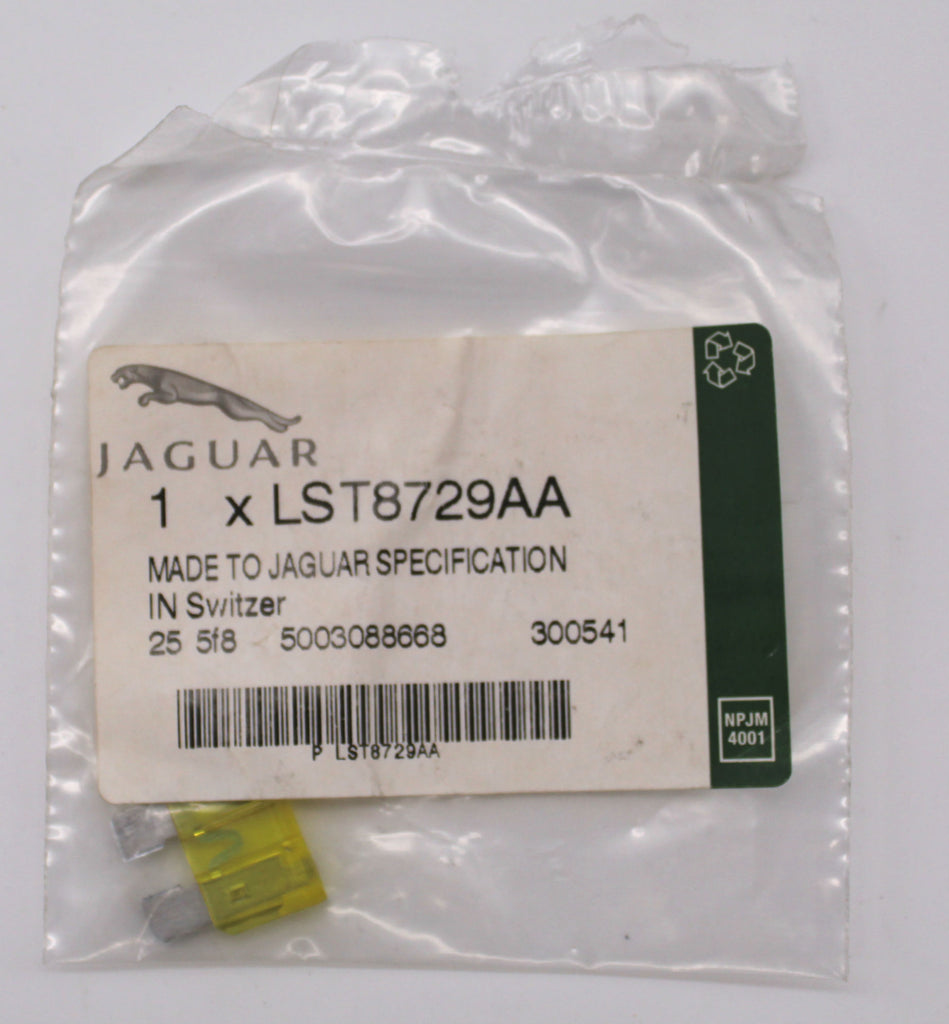 JAGUAR
1 x LST8729AA
MADE TO JAGUAR SPECIFICATION
IN Switzer
25 5f8 5003088668 300541
P LST8729AA
NPJM
4001